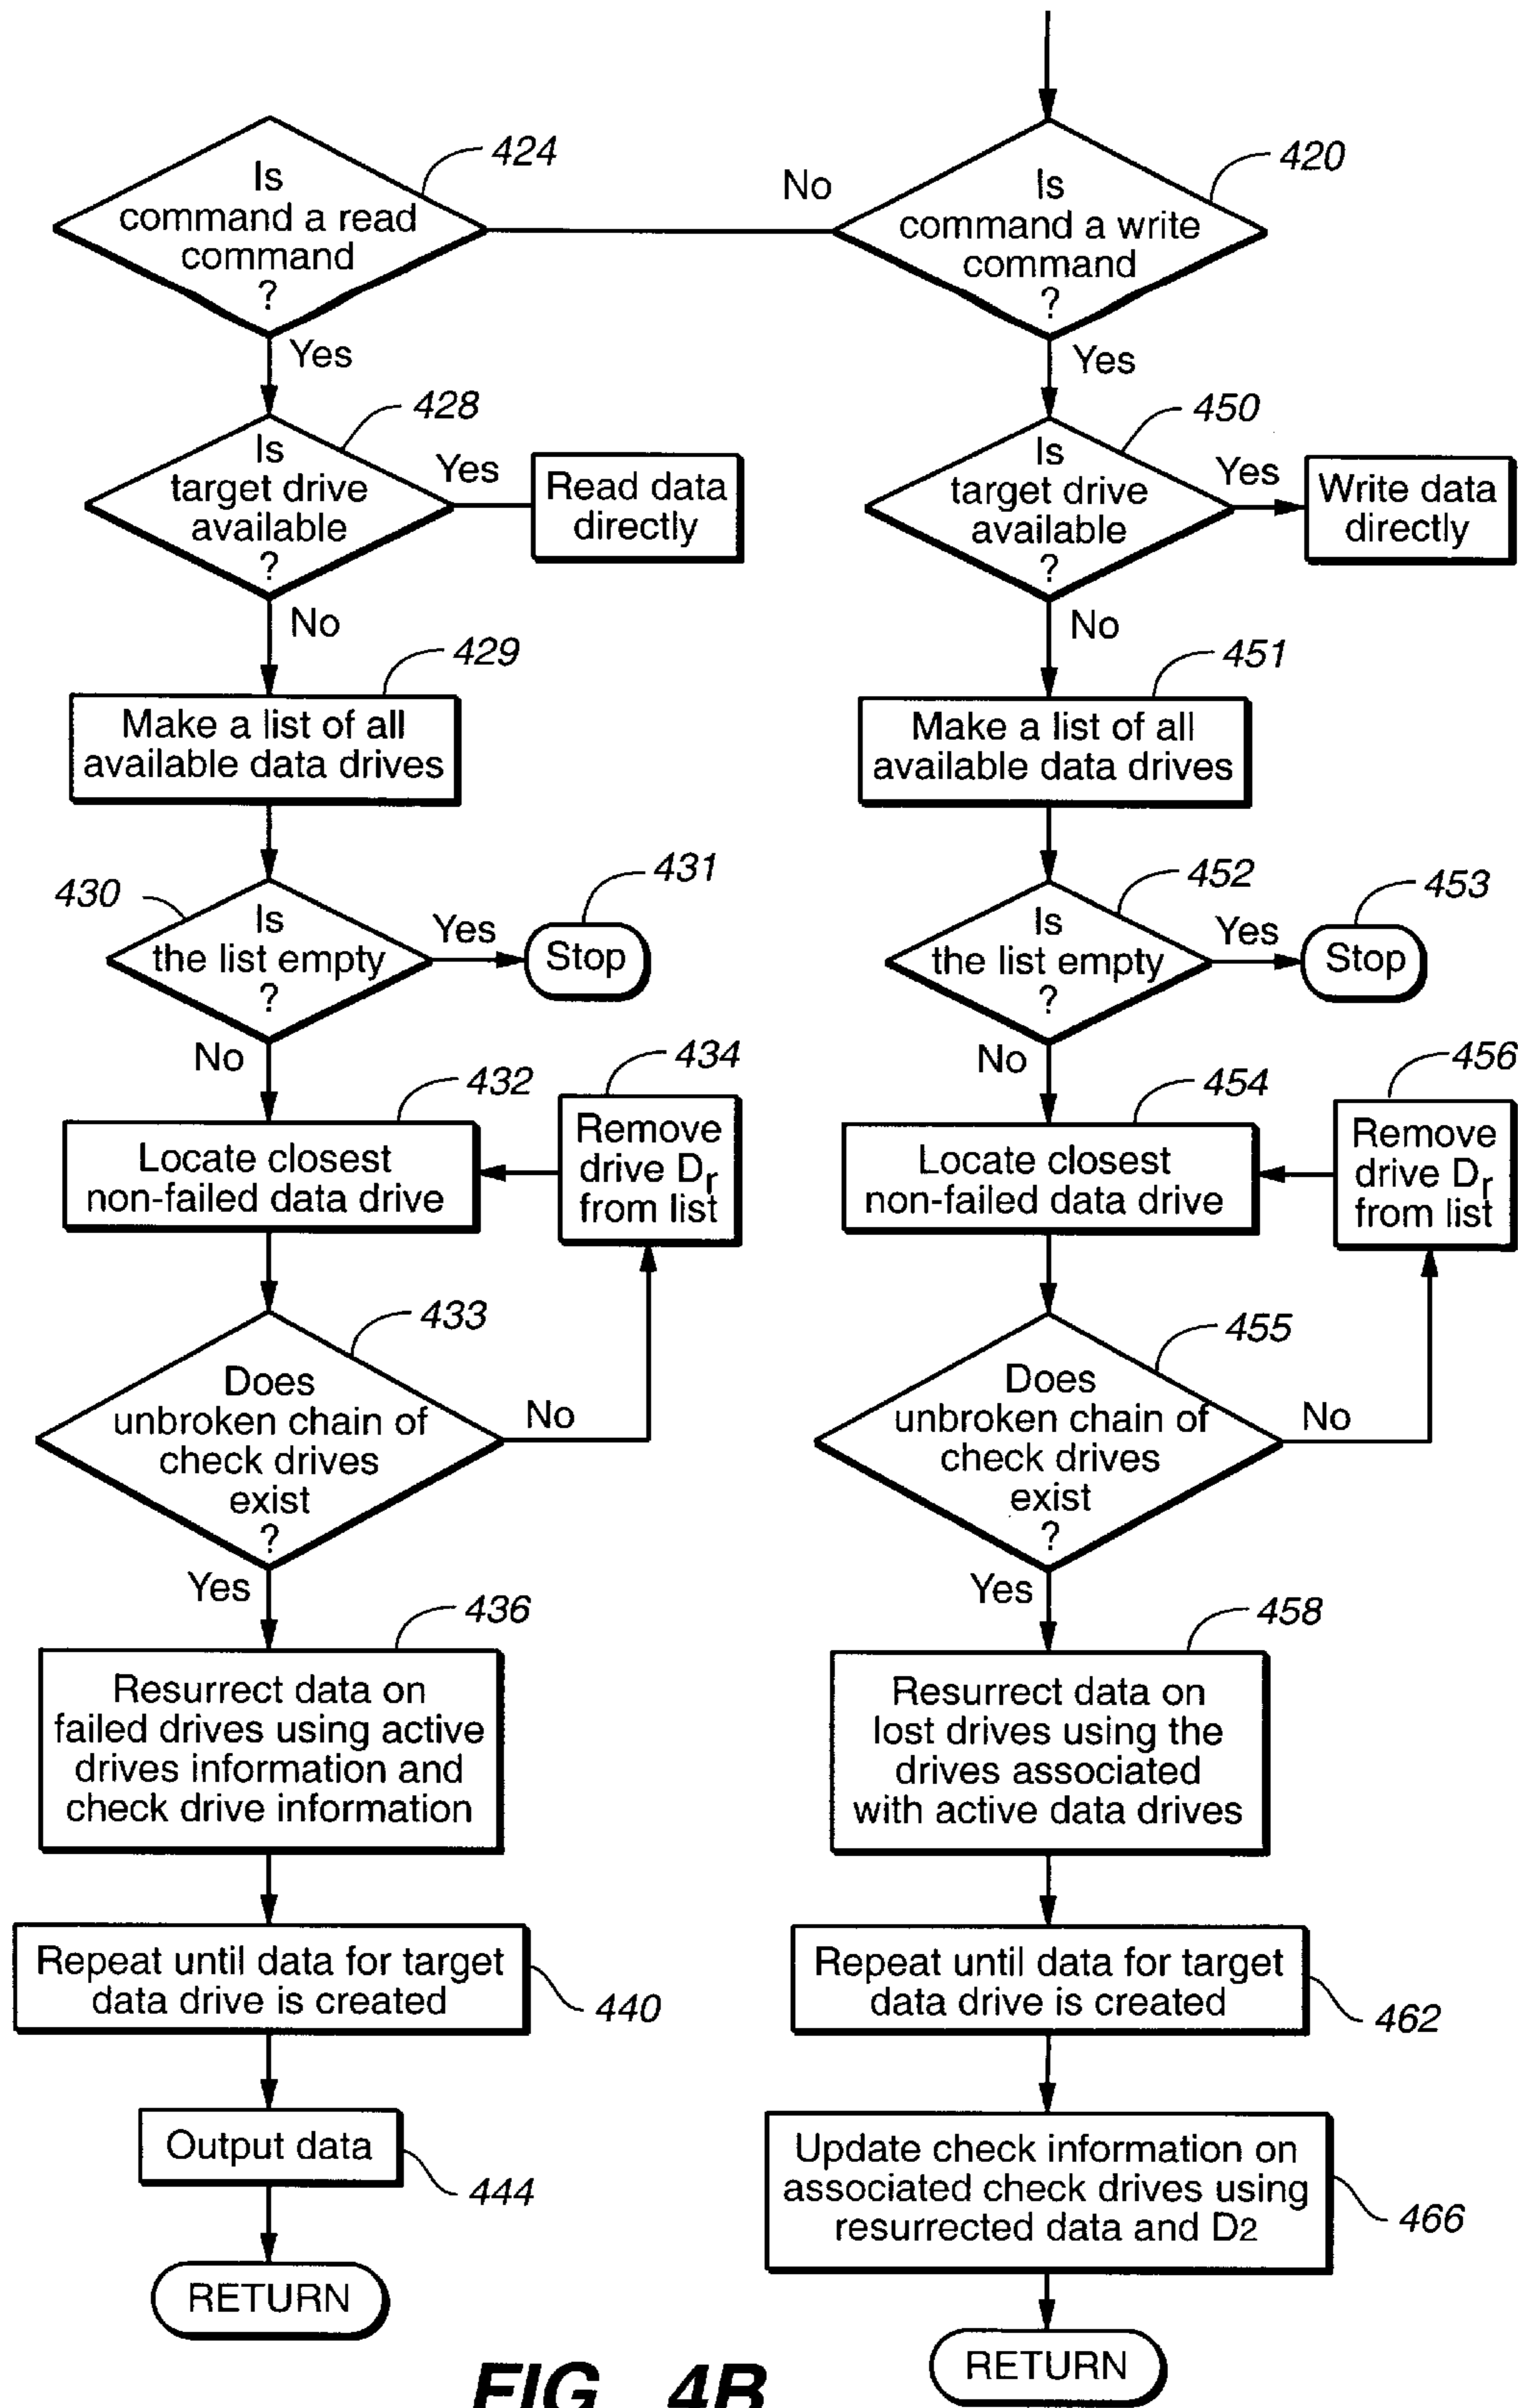 424
Is
command a read
command
?
No
420
Is
command a write
command
?
Yes
Yes
428
Is
target drive
available
?
Yes
Read data
directly
450
Is
target drive
available
?
Yes
Write data
directly
No
No
429
Make a list of all
available data drives
451
Make a list of all
available data drives
430
Is
the list empty
?
Yes
431
Stop
452
Is
the list empty
?
Yes
453
Stop
No
No
432
Locate closest
non-failed data drive
434
Remove
drive Dr
from list
454
Locate closest
non-failed data drive
456
Remove
drive Dr
from list
433
Does
unbroken chain of
check drives
exist
?
No
455
Does
unbroken chain of
check drives
exist
?
No
Yes
Yes
436
Resurrect data on
failed drives using active
drives information and
check drive information
458
Resurrect data on
lost drives using the
drives associated
with active data drives
Repeat until data for target
data drive is created
440
Repeat until data for target
data drive is created
462
Output data
444
Update check information on
associated check drives using
resurrected data and D2
466
RETURN
RETURN
FIG. 4B